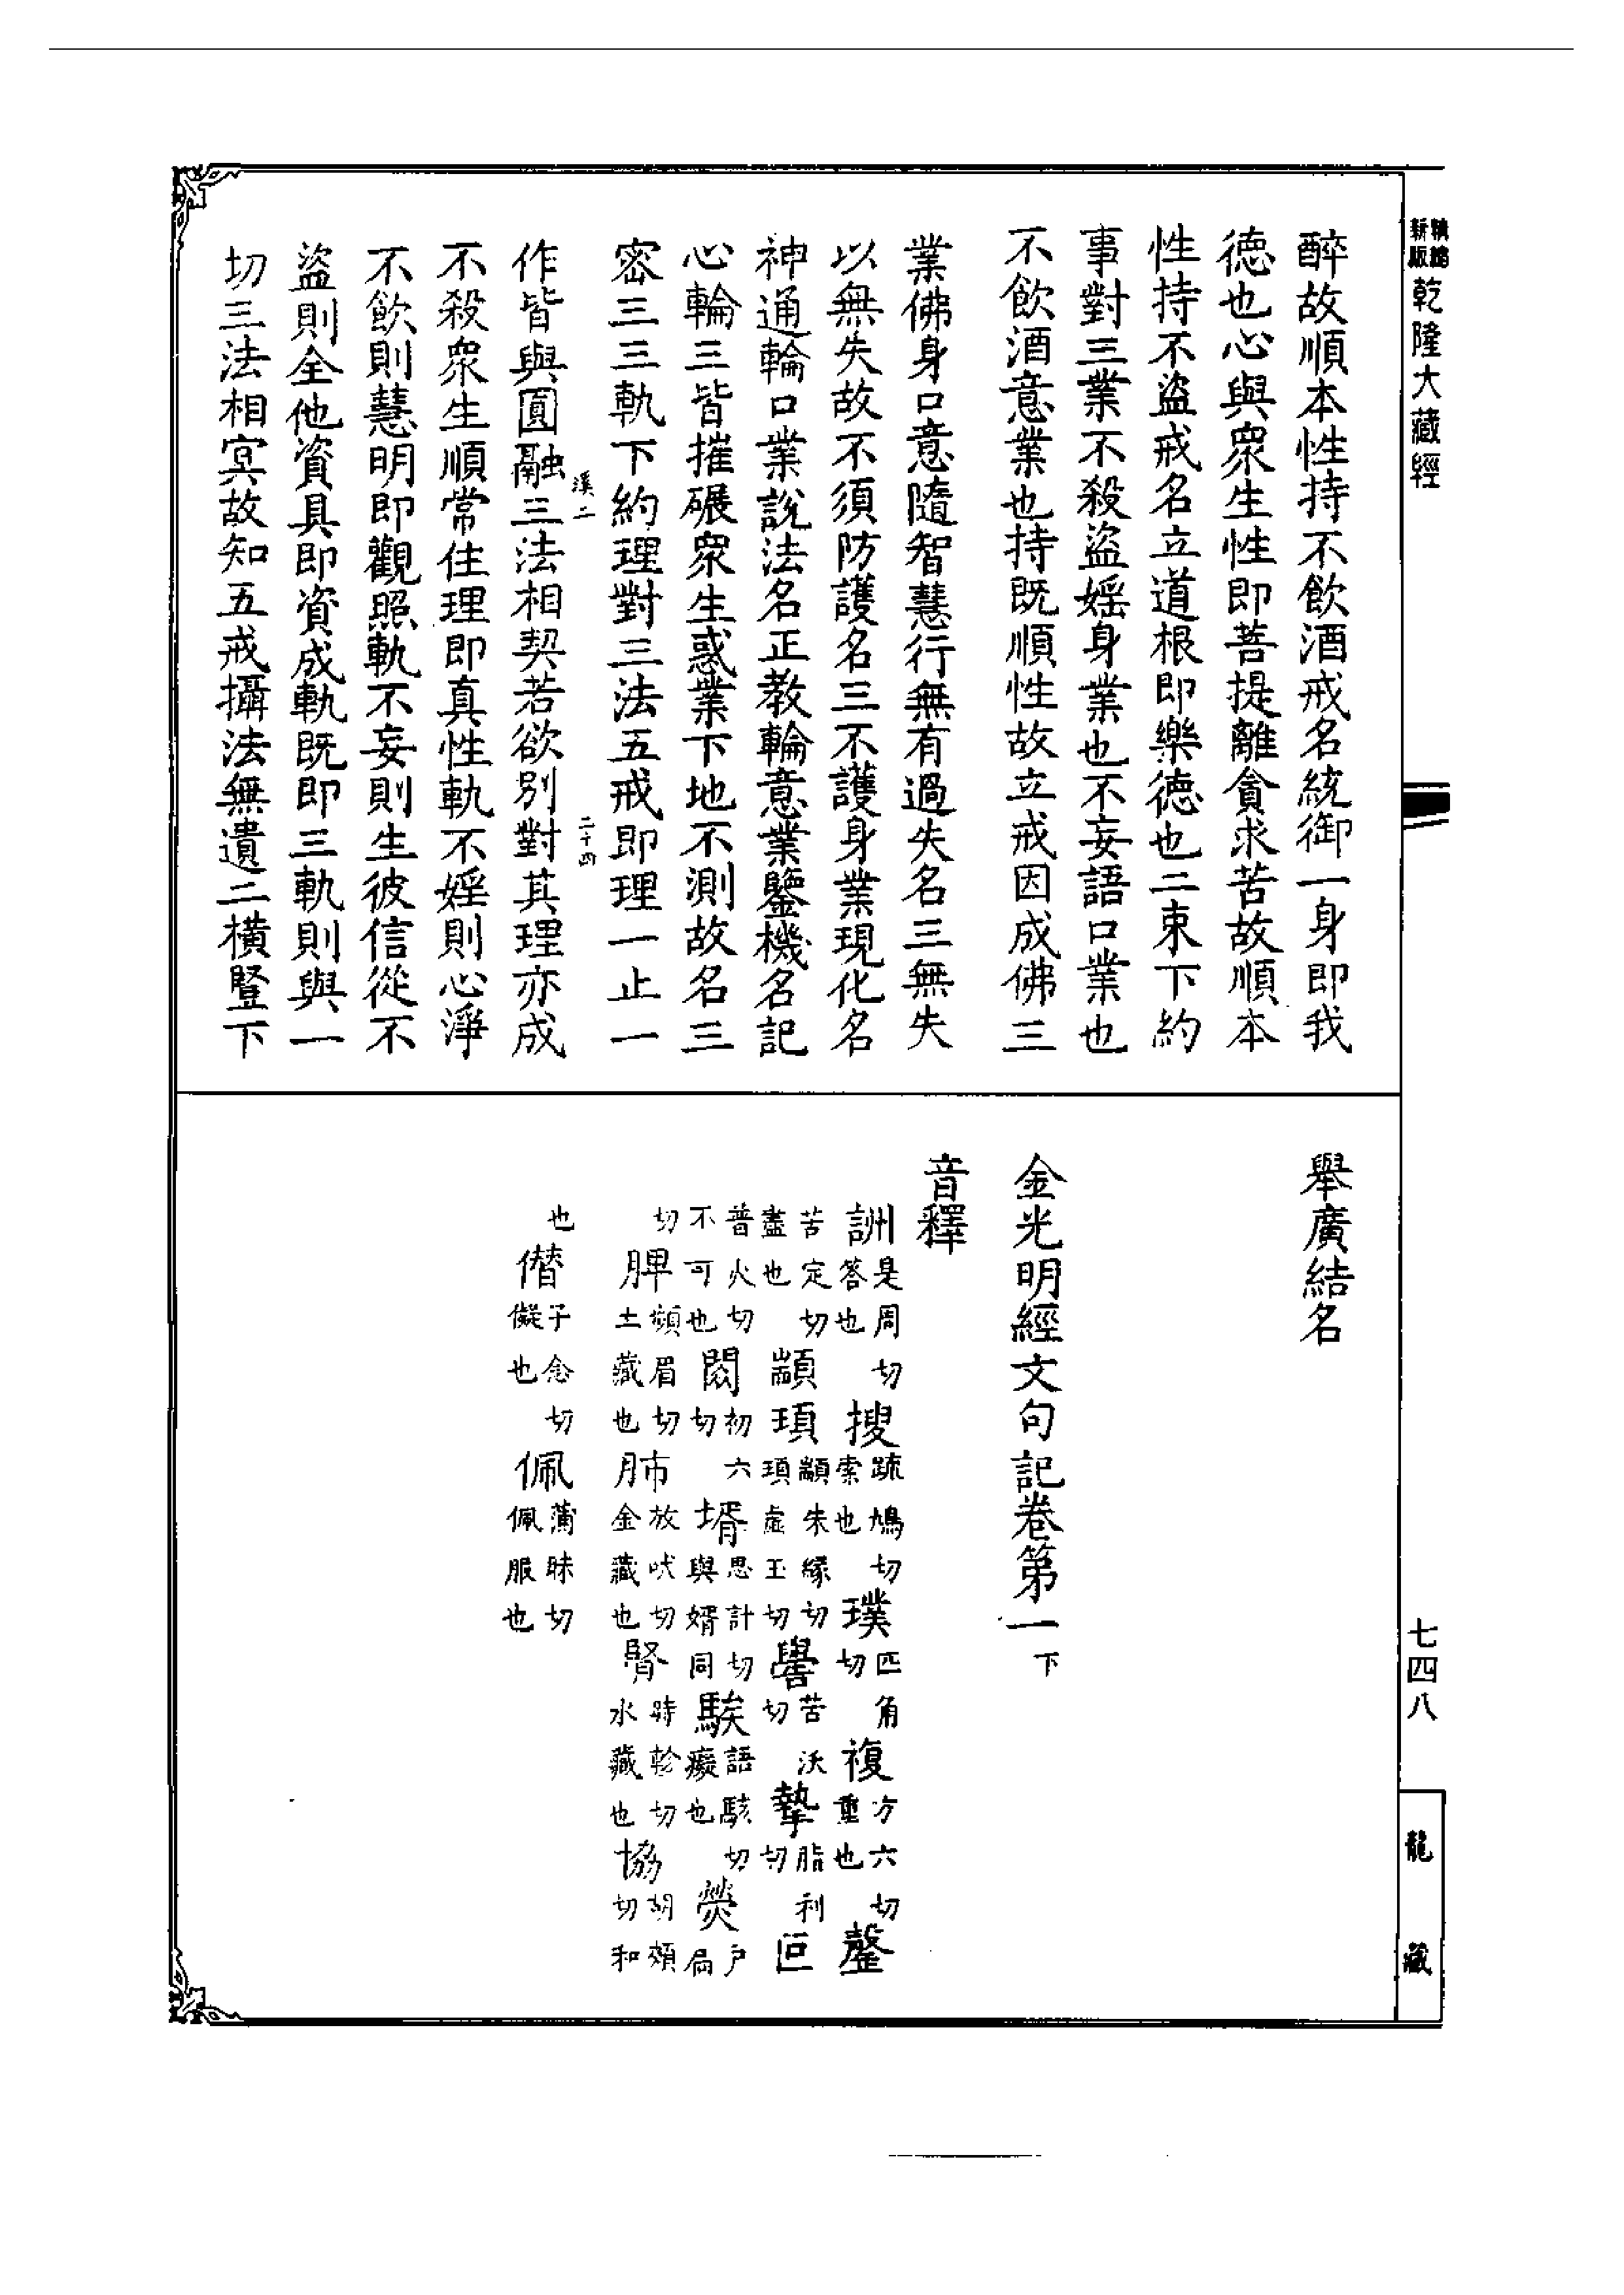 新版
乾隆大藏經
七四八
龍藏
醉故順本性持不飲酒戒名統御一身即我
德也心與眾生性即菩提離貪求苦故順本
性持不盜戒名立道根即樂德也二束下約
事對三業不殺盜婬身業也不妄語口業也
不飲酒意業也持既順性故立戒因成佛三
業佛身口意隨智慧行無有過失名三無失
以無失故不須防護名三不護身業現化名
神通輪口業說法名正教輪意業鑒機名記
心輪三皆摧碾眾生惑業下地不測故名三
密三三軌下約理對三法五戒即理一止一
溪二
二十四
作皆與圓融三法相契若欲別對其理亦成
不殺眾生順常住理即真性軌不婬則心淨
不飲則慧明即觀照軌不妄則生彼信從不
盜則全他資具即資成軌既即三軌則與一
切三法相冥故知五戒攝法無遺二橫豎下
舉廣結名
金光明經文句記卷第一下
音釋
詶是周切答也 搜疏鳩切索也 璞匹角切 複方六切重也 罄
苦定切盡也 顓頊顓朱緣切頊虛玉切 嚳苦沃切 摯脂利切 叵
普火切不可也 閦初六切 壻思計切與婿同 騃語駭切癡也 熒戶扃
切 脾頻眉切土藏也 肺放吠切金藏也 腎時軫切水藏也 協胡頰切和
也 僭子念切儗也 佩蒲昧切佩服也